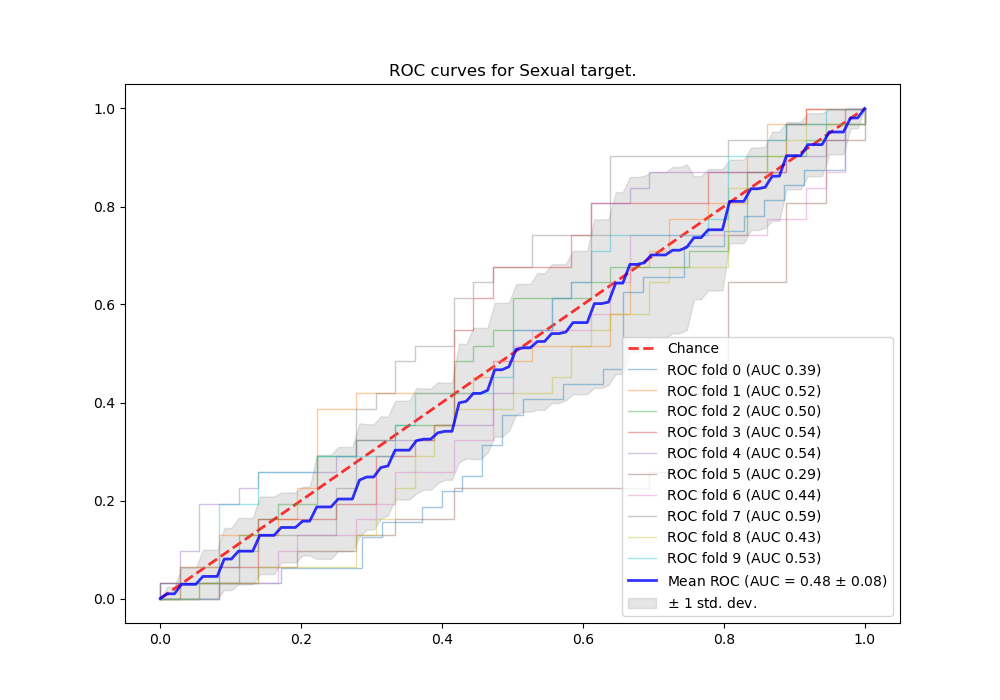 ROC curves for Sexual target.
1.0
0.8
0.6
0.4
0.2
0.0
0.0 0.2 0.4 0.6 0.8 1.0
Chance
ROC fold 0 (AUC 0.39)
ROC fold 1 (AUC 0.52)
ROC fold 2 (AUC 0.50)
ROC fold 3 (AUC 0.54)
ROC fold 4 (AUC 0.54)
ROC fold 5 (AUC 0.29)
ROC fold 6 (AUC 0.44)
ROC fold 7 (AUC 0.59)
ROC fold 8 (AUC 0.43)
ROC fold 9 (AUC 0.53)
Mean ROC (AUC = 0.48 ± 0.08)
± 1 std. dev.